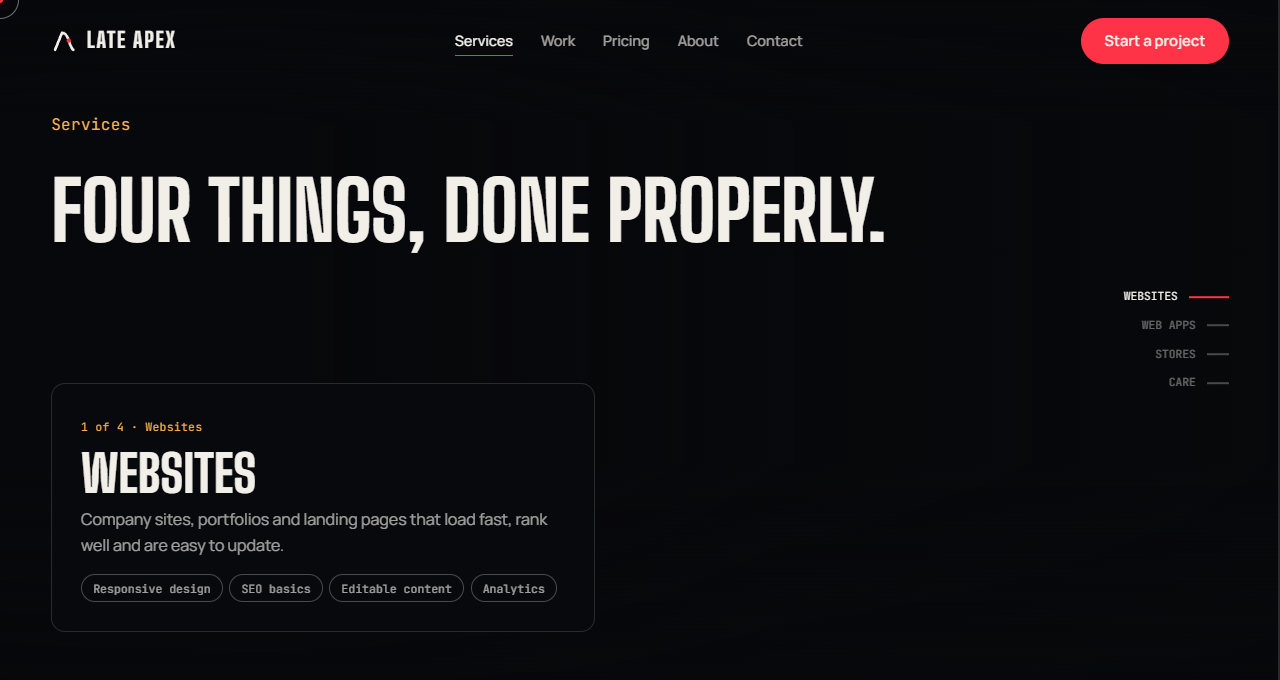 LATE APEX
Services Work Pricing About Contact
Start a project
Services
FOUR THINGS, DONE PROPERLY.
WEBSITES
WEB APPS
STORES
CARE
1 of 4 · Websites
WEBSITES
Company sites, portfolios and landing pages that load fast, rank
well and are easy to update.
Responsive design SEO basics Editable content Analytics